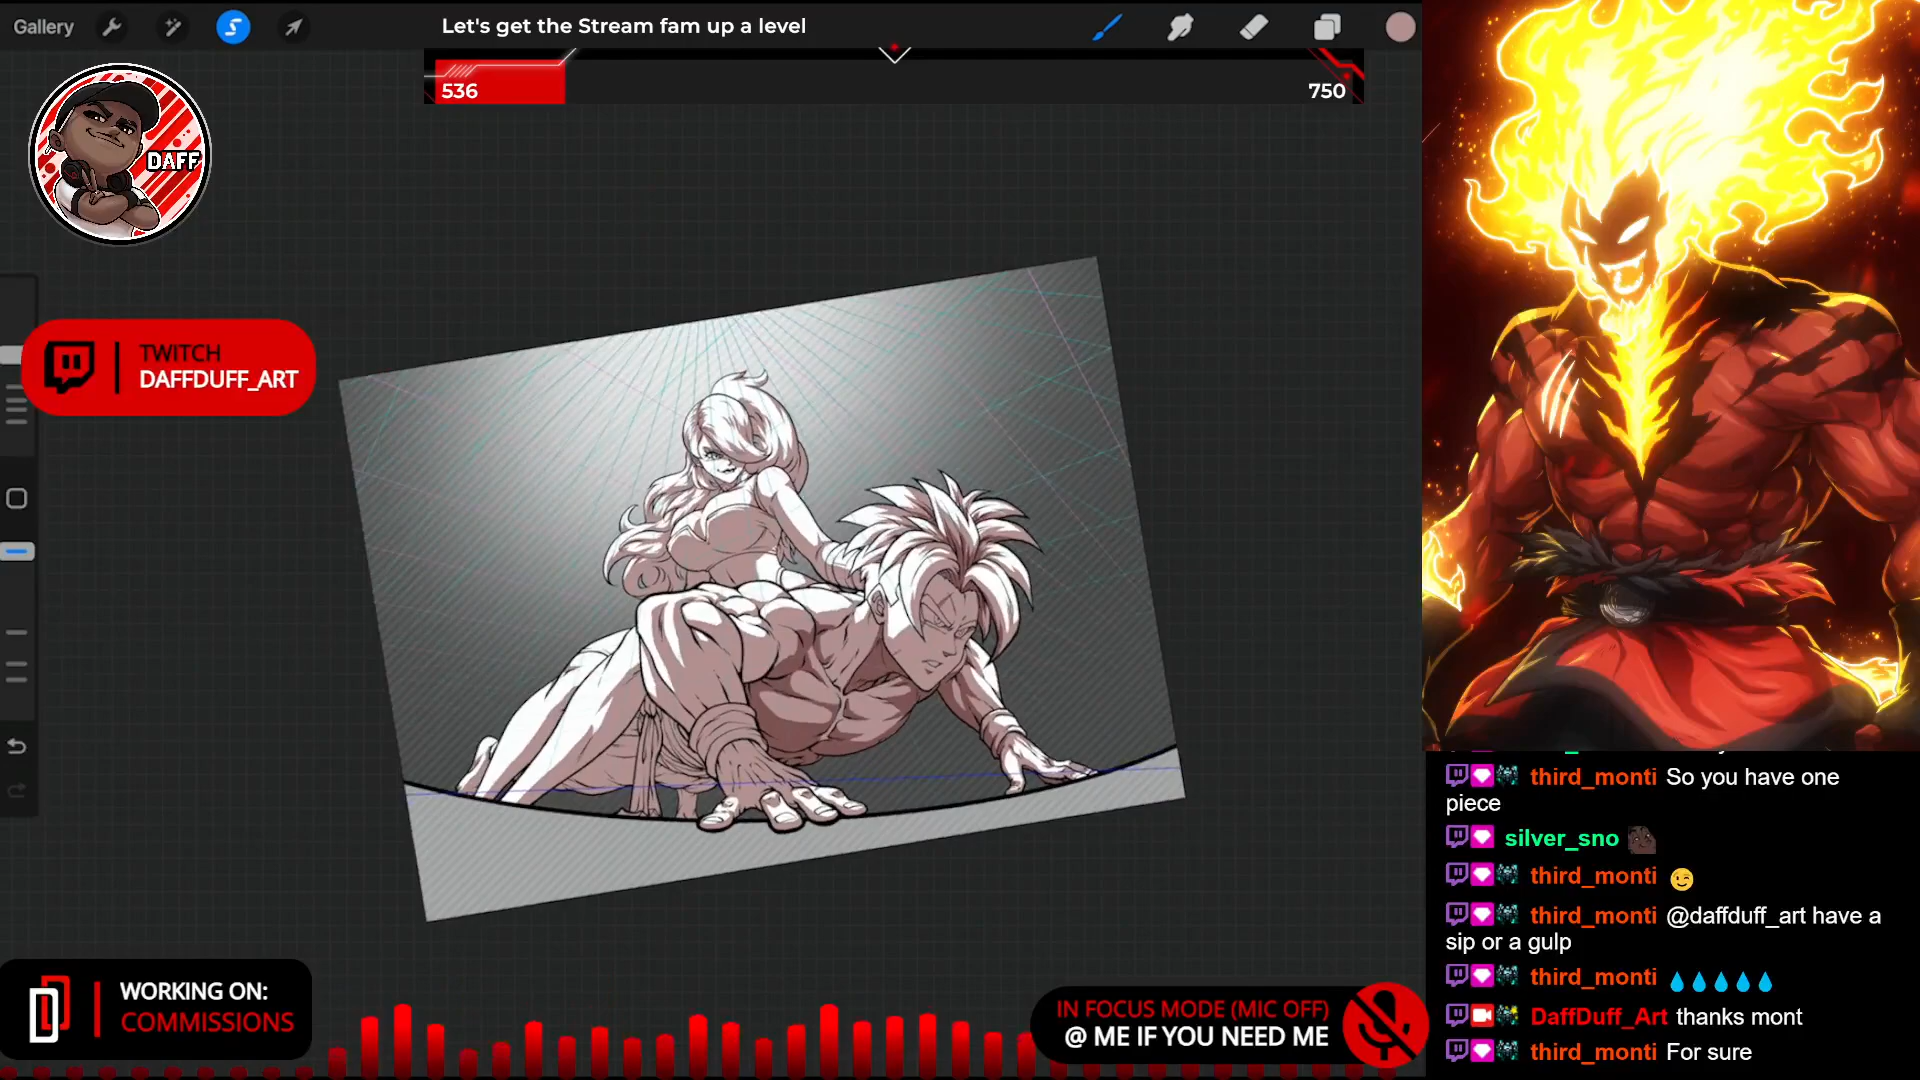 Gallery
Let's get the Stream fam up a level
536
750
DAFF
TWITCH
DAFFDUFF_ART
WORKING ON:
COMMISSIONS
IN FOCUS MODE (MIC OFF)
@ ME IF YOU NEED ME
third_monti So you have one
piece
silver_sno
third_monti 😉
third_monti @daffduff_art have a
sip or a gulp
third_monti 💧💧💧💧💧
DaffDuff_Art thanks mont
third_monti For sure